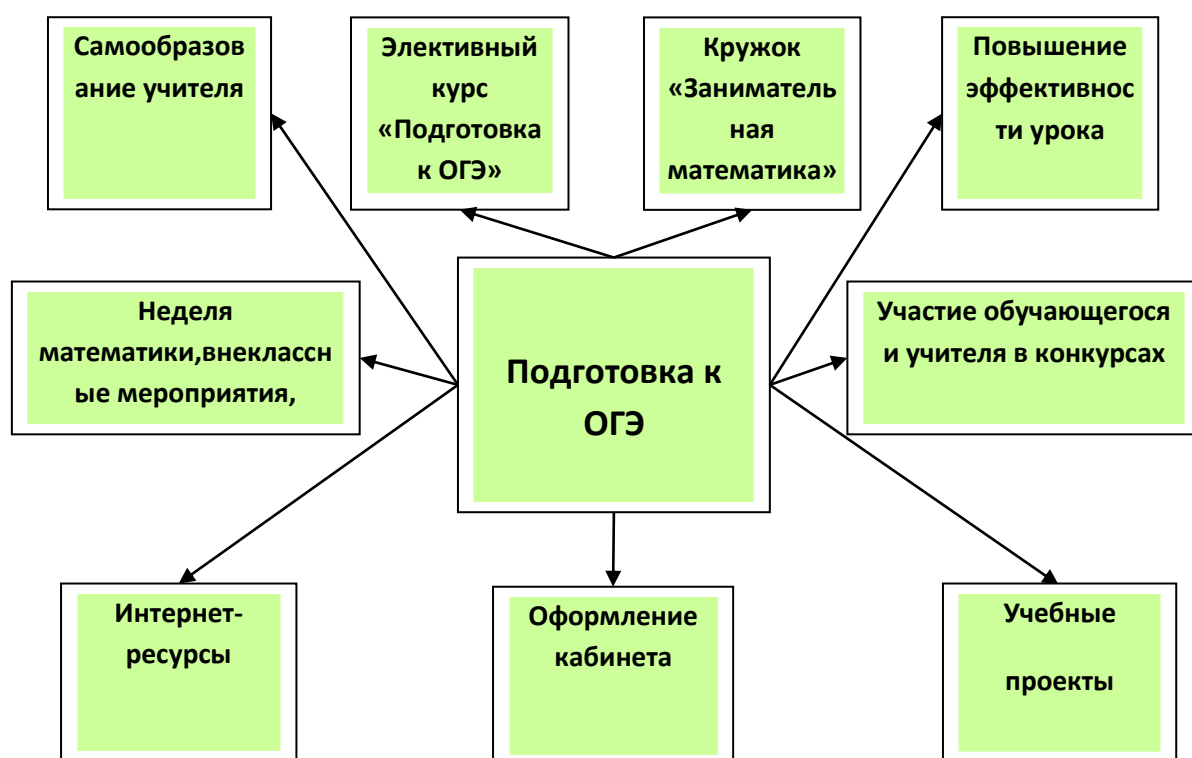 Самообразов
ание учителя
Элективный
курс
«Подготовка
к ОГЭ»
Кружок
«Заниматель
ная
математика»
Повышение
эффективнос
ти урока
Неделя
математики,внеклассн
ые мероприятия,
Подготовка к
ОГЭ
Участие обучающегося
и учителя в конкурсах
Интернет-
ресурсы
Оформление
кабинета
Учебные
проекты